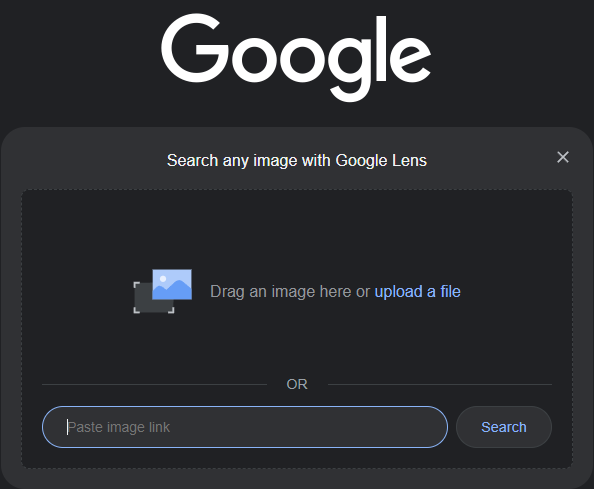 Google
Search any image with Google Lens
Drag an image here or upload a file
OR
Paste image link
Search